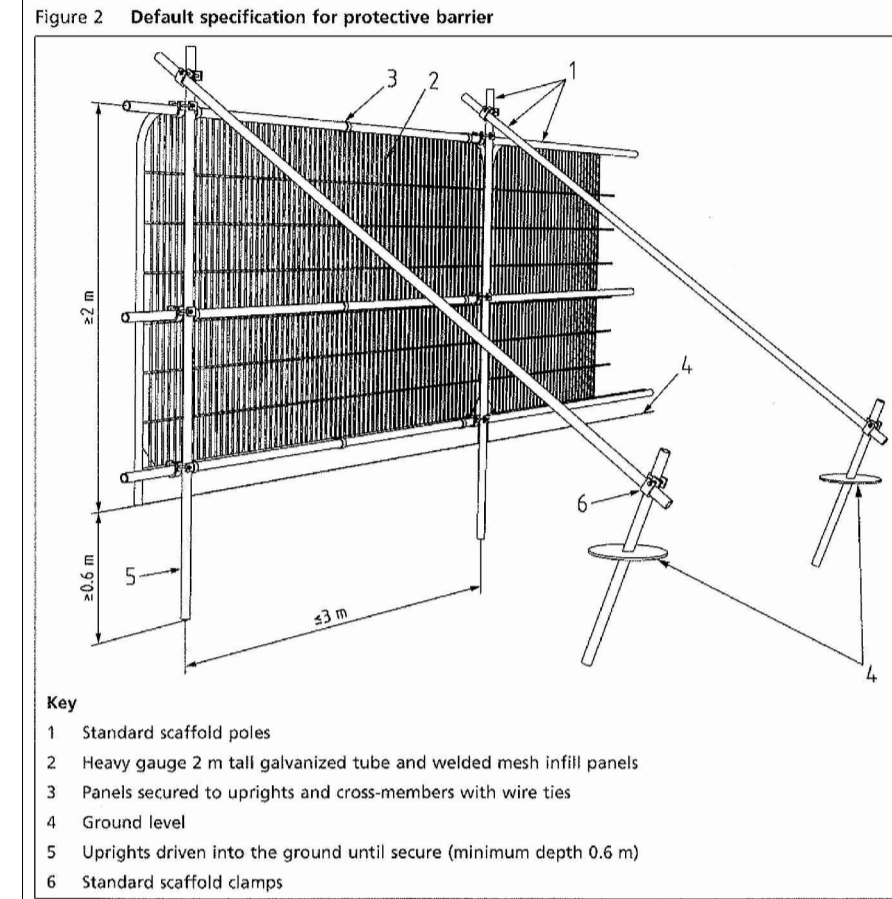 Figure 2 Default specification for protective barrier
3
2
1
≥2 m
4
6
≥0.6 m
5
≤3 m
4
Key
1 Standard scaffold poles
2 Heavy gauge 2 m tall galvanized tube and welded mesh infill panels
3 Panels secured to uprights and cross-members with wire ties
4 Ground level
5 Uprights driven into the ground until secure (minimum depth 0.6 m)
6 Standard scaffold clamps